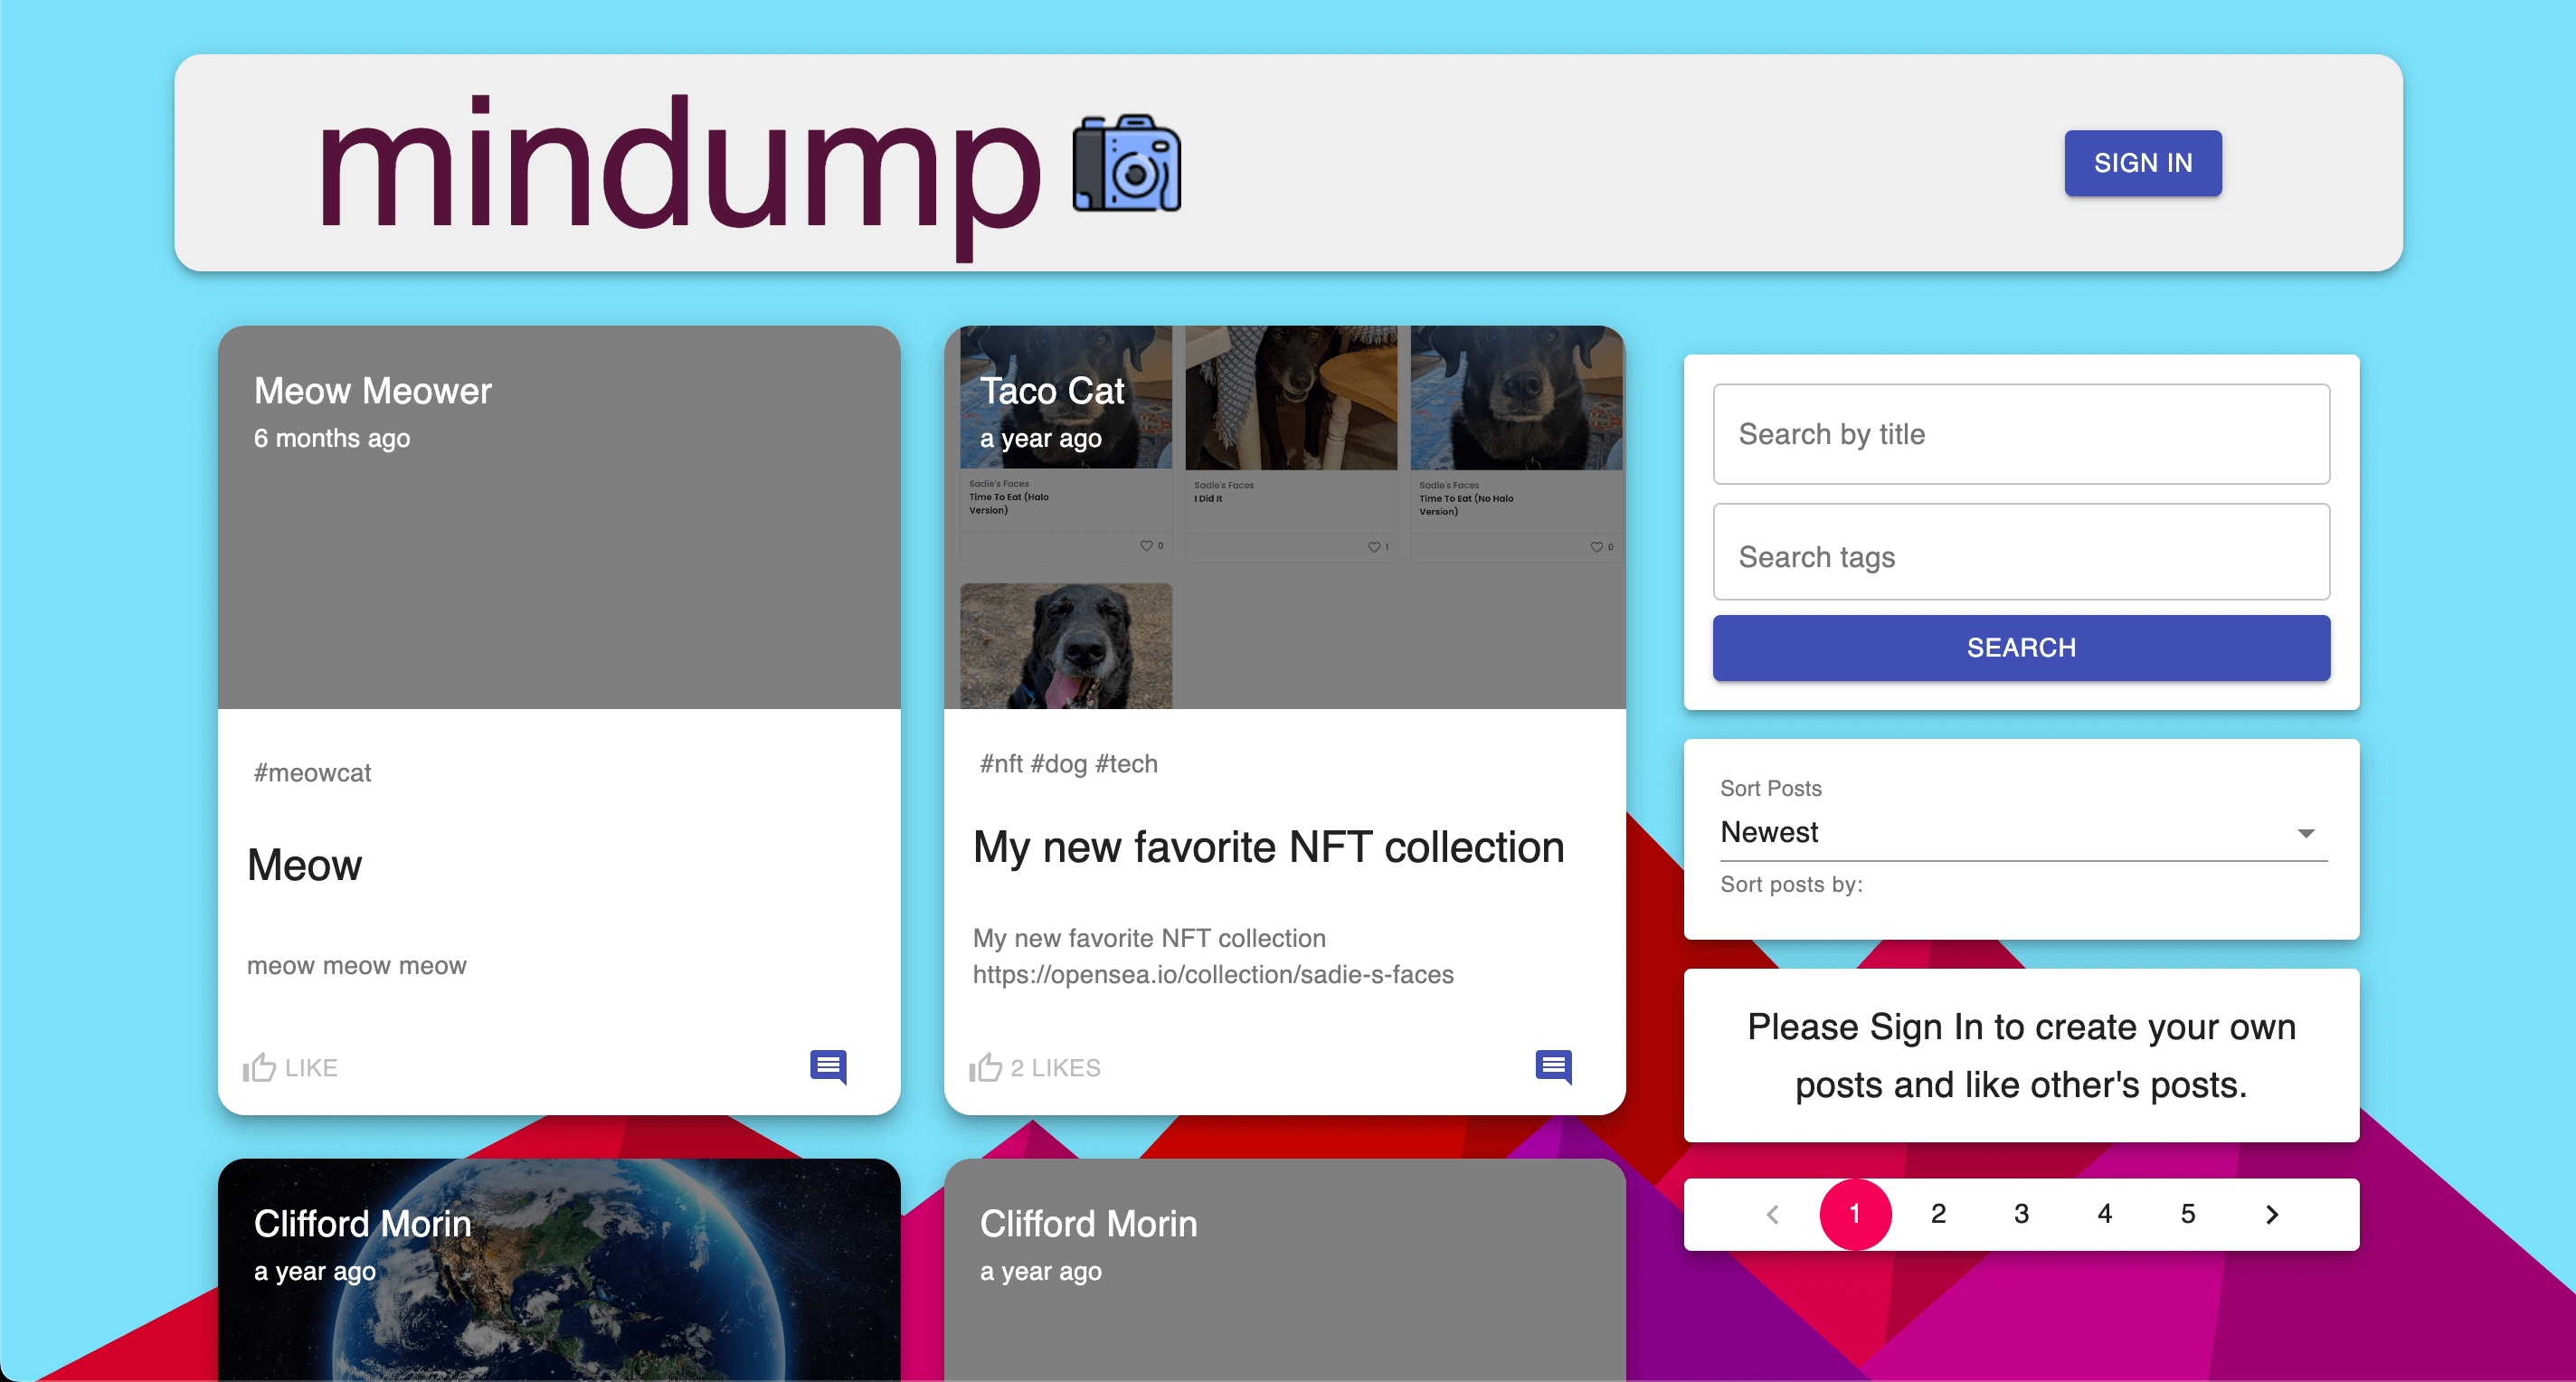 mindump
SIGN IN
Meow Meower
6 months ago
#meowcat
Meow
meow meow meow
LIKE
Taco Cat
a year ago
Sadie's Faces
Time To Eat (Halo
Version)
0
Sadie's Faces
I Did It
1
Sadie's Faces
Time To Eat (No Halo
Version)
0
#nft #dog #tech
My new favorite NFT collection
My new favorite NFT collection
https://opensea.io/collection/sadie-s-faces
2 LIKES
Clifford Morin
a year ago
Clifford Morin
a year ago
Search by title
Search tags
SEARCH
Sort Posts
Newest
Sort posts by:
Please Sign In to create your own
posts and like other's posts.
1 2 3 4 5